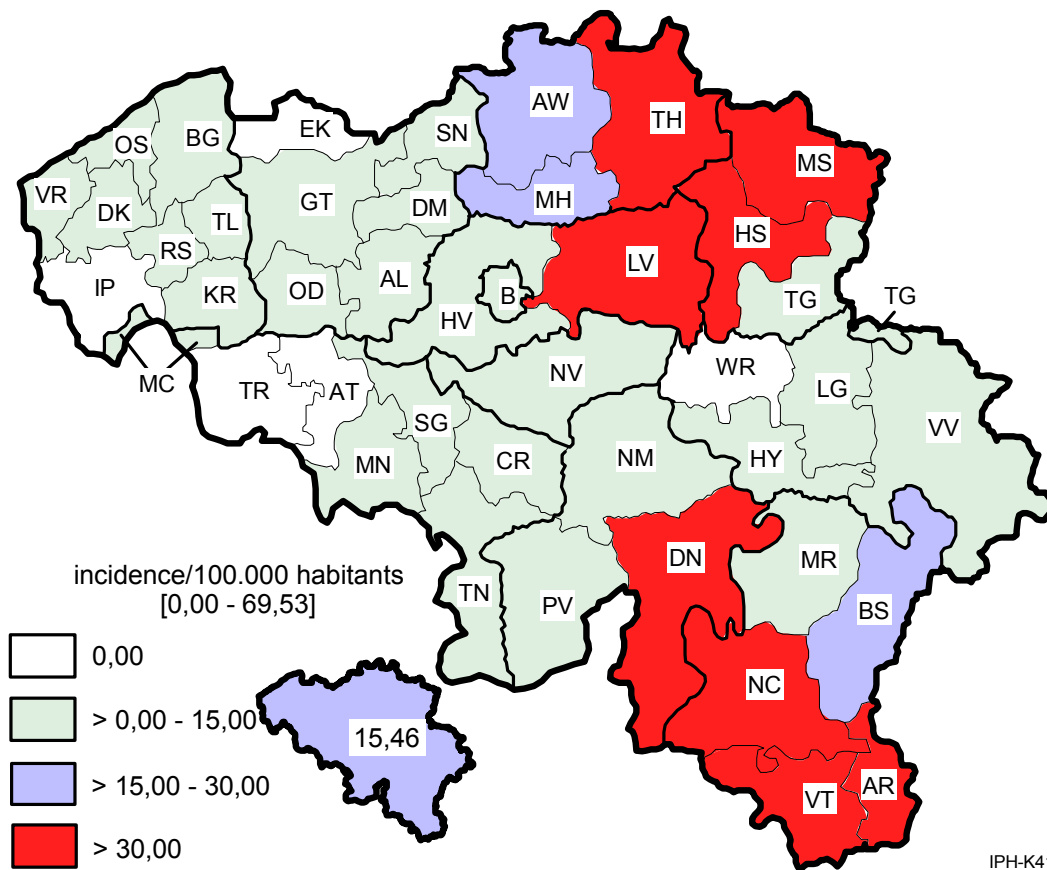 AW
TH
EK
SN
OS
BG
MS
VR
GT
MH
DK
DM
TL
HS
RS
LV
IP
AL
KR
OD
B
TG
TG
HV
WR
NV
MC
TR
AT
LG
SG
VV
MN
CR
NM
HY
DN
MR
incidence/100.000 habitants
[0,00 - 69,53]
TN
PV
BS
0,00
NC
> 0,00 - 15,00
15,46
> 15,00 - 30,00
VT
AR
> 30,00
IPH-K41